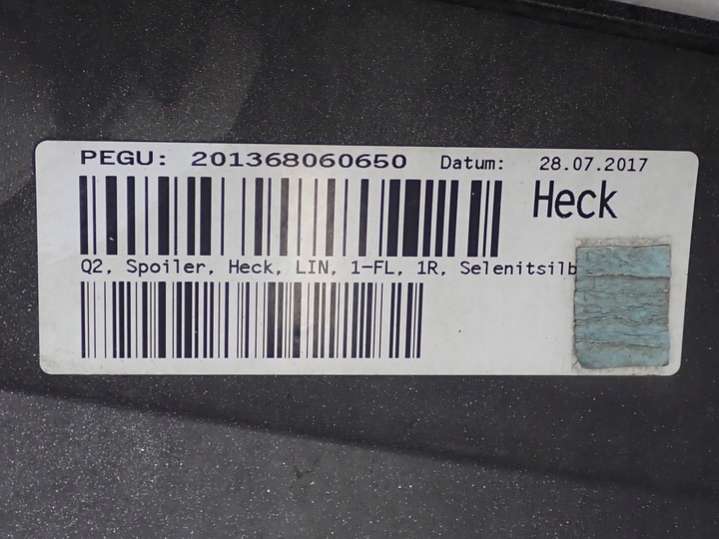 PEGU: 201368060650 Datum: 28.07.2017
Heck
Q2, Spoiler, Heck, LIN, 1-FL, 1R, Selenitsilb